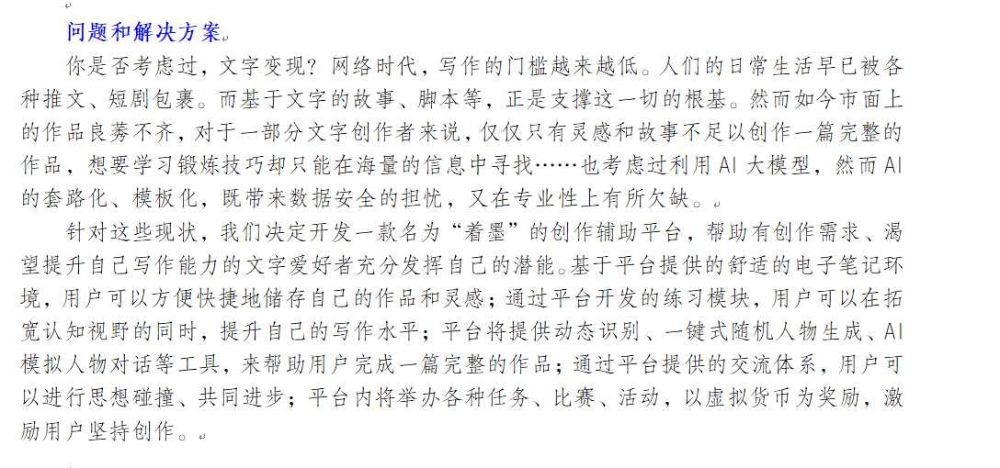 问题和解决方案
你是否考虑过，文字变现？网络时代，写作的门槛越来越低。人们的日常生活早已被各
种推文、短剧包裹。而基于文字的故事、脚本等，正是支撑这一切的根基。然而如今市面上
的作品良莠不齐，对于一部分文字创作者来说，仅仅只有灵感和故事不足以创作一篇完整的
作品，想要学习锻炼技巧却只能在海量的信息中寻找……也考虑过利用 AI 大模型，然而 AI
的套路化、模板化，既带来数据安全的担忧，又在专业性上有所欠缺。
针对这些现状，我们决定开发一款名为“着墨”的创作辅助平台，帮助有创作需求、渴
望提升自己写作能力的文字爱好者充分发挥自己的潜能。基于平台提供的舒适的电子笔记环
境，用户可以方便快捷地储存自己的作品和灵感；通过平台开发的练习模块，用户可以在拓
宽认知视野的同时，提升自己的写作水平；平台将提供动态识别、一键式随机人物生成、AI
模拟人物对话等工具，来帮助用户完成一篇完整的作品；通过平台提供的交流体系，用户可
以进行思想碰撞、共同进步；平台内将举办各种任务、比赛、活动，以虚拟货币为奖励，激
励用户坚持创作。